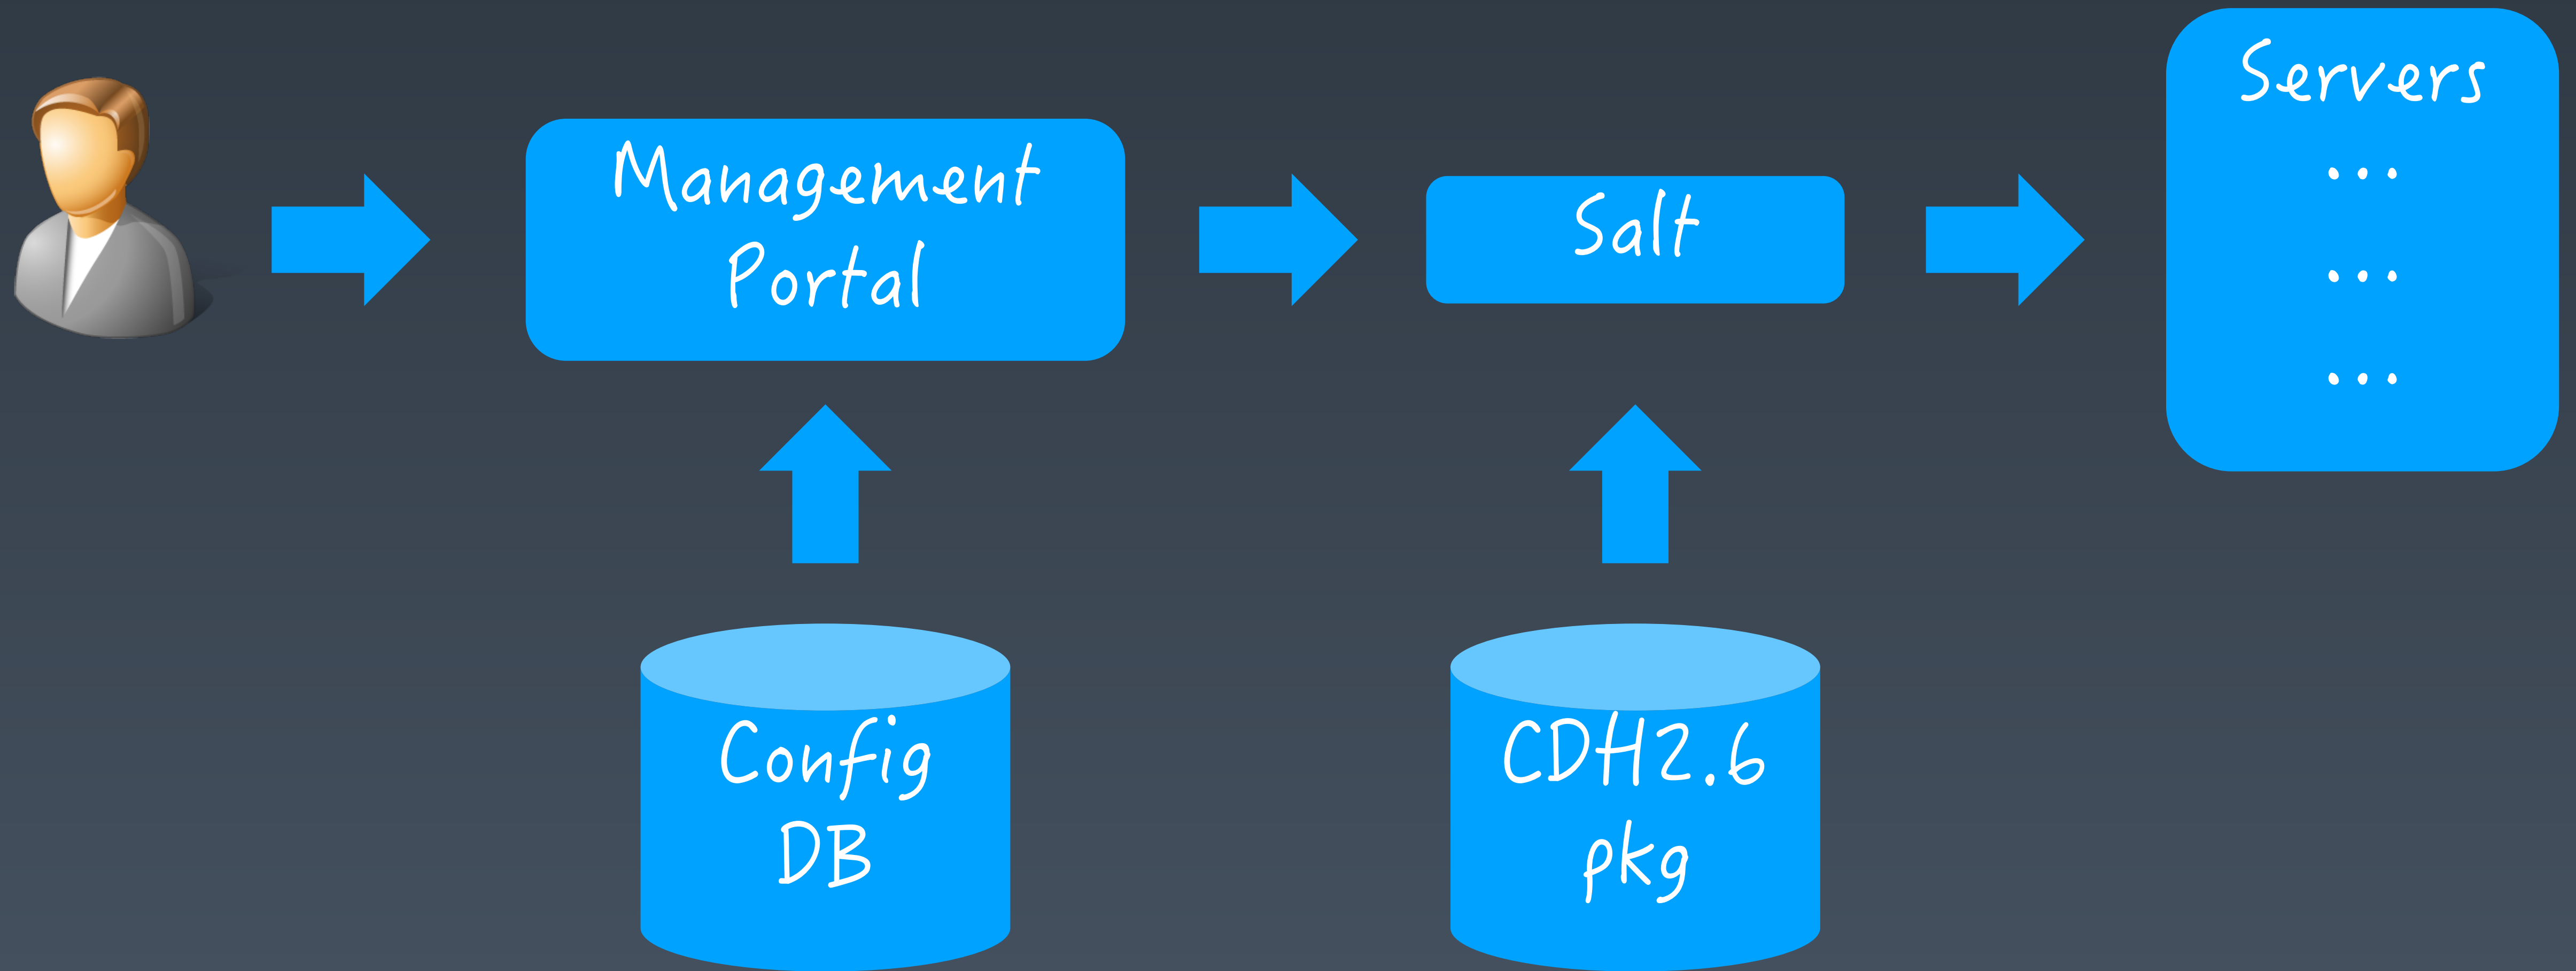 Management
Portal
Salt
Servers
...
...
...
Config
DB
CDH2.6
pkg